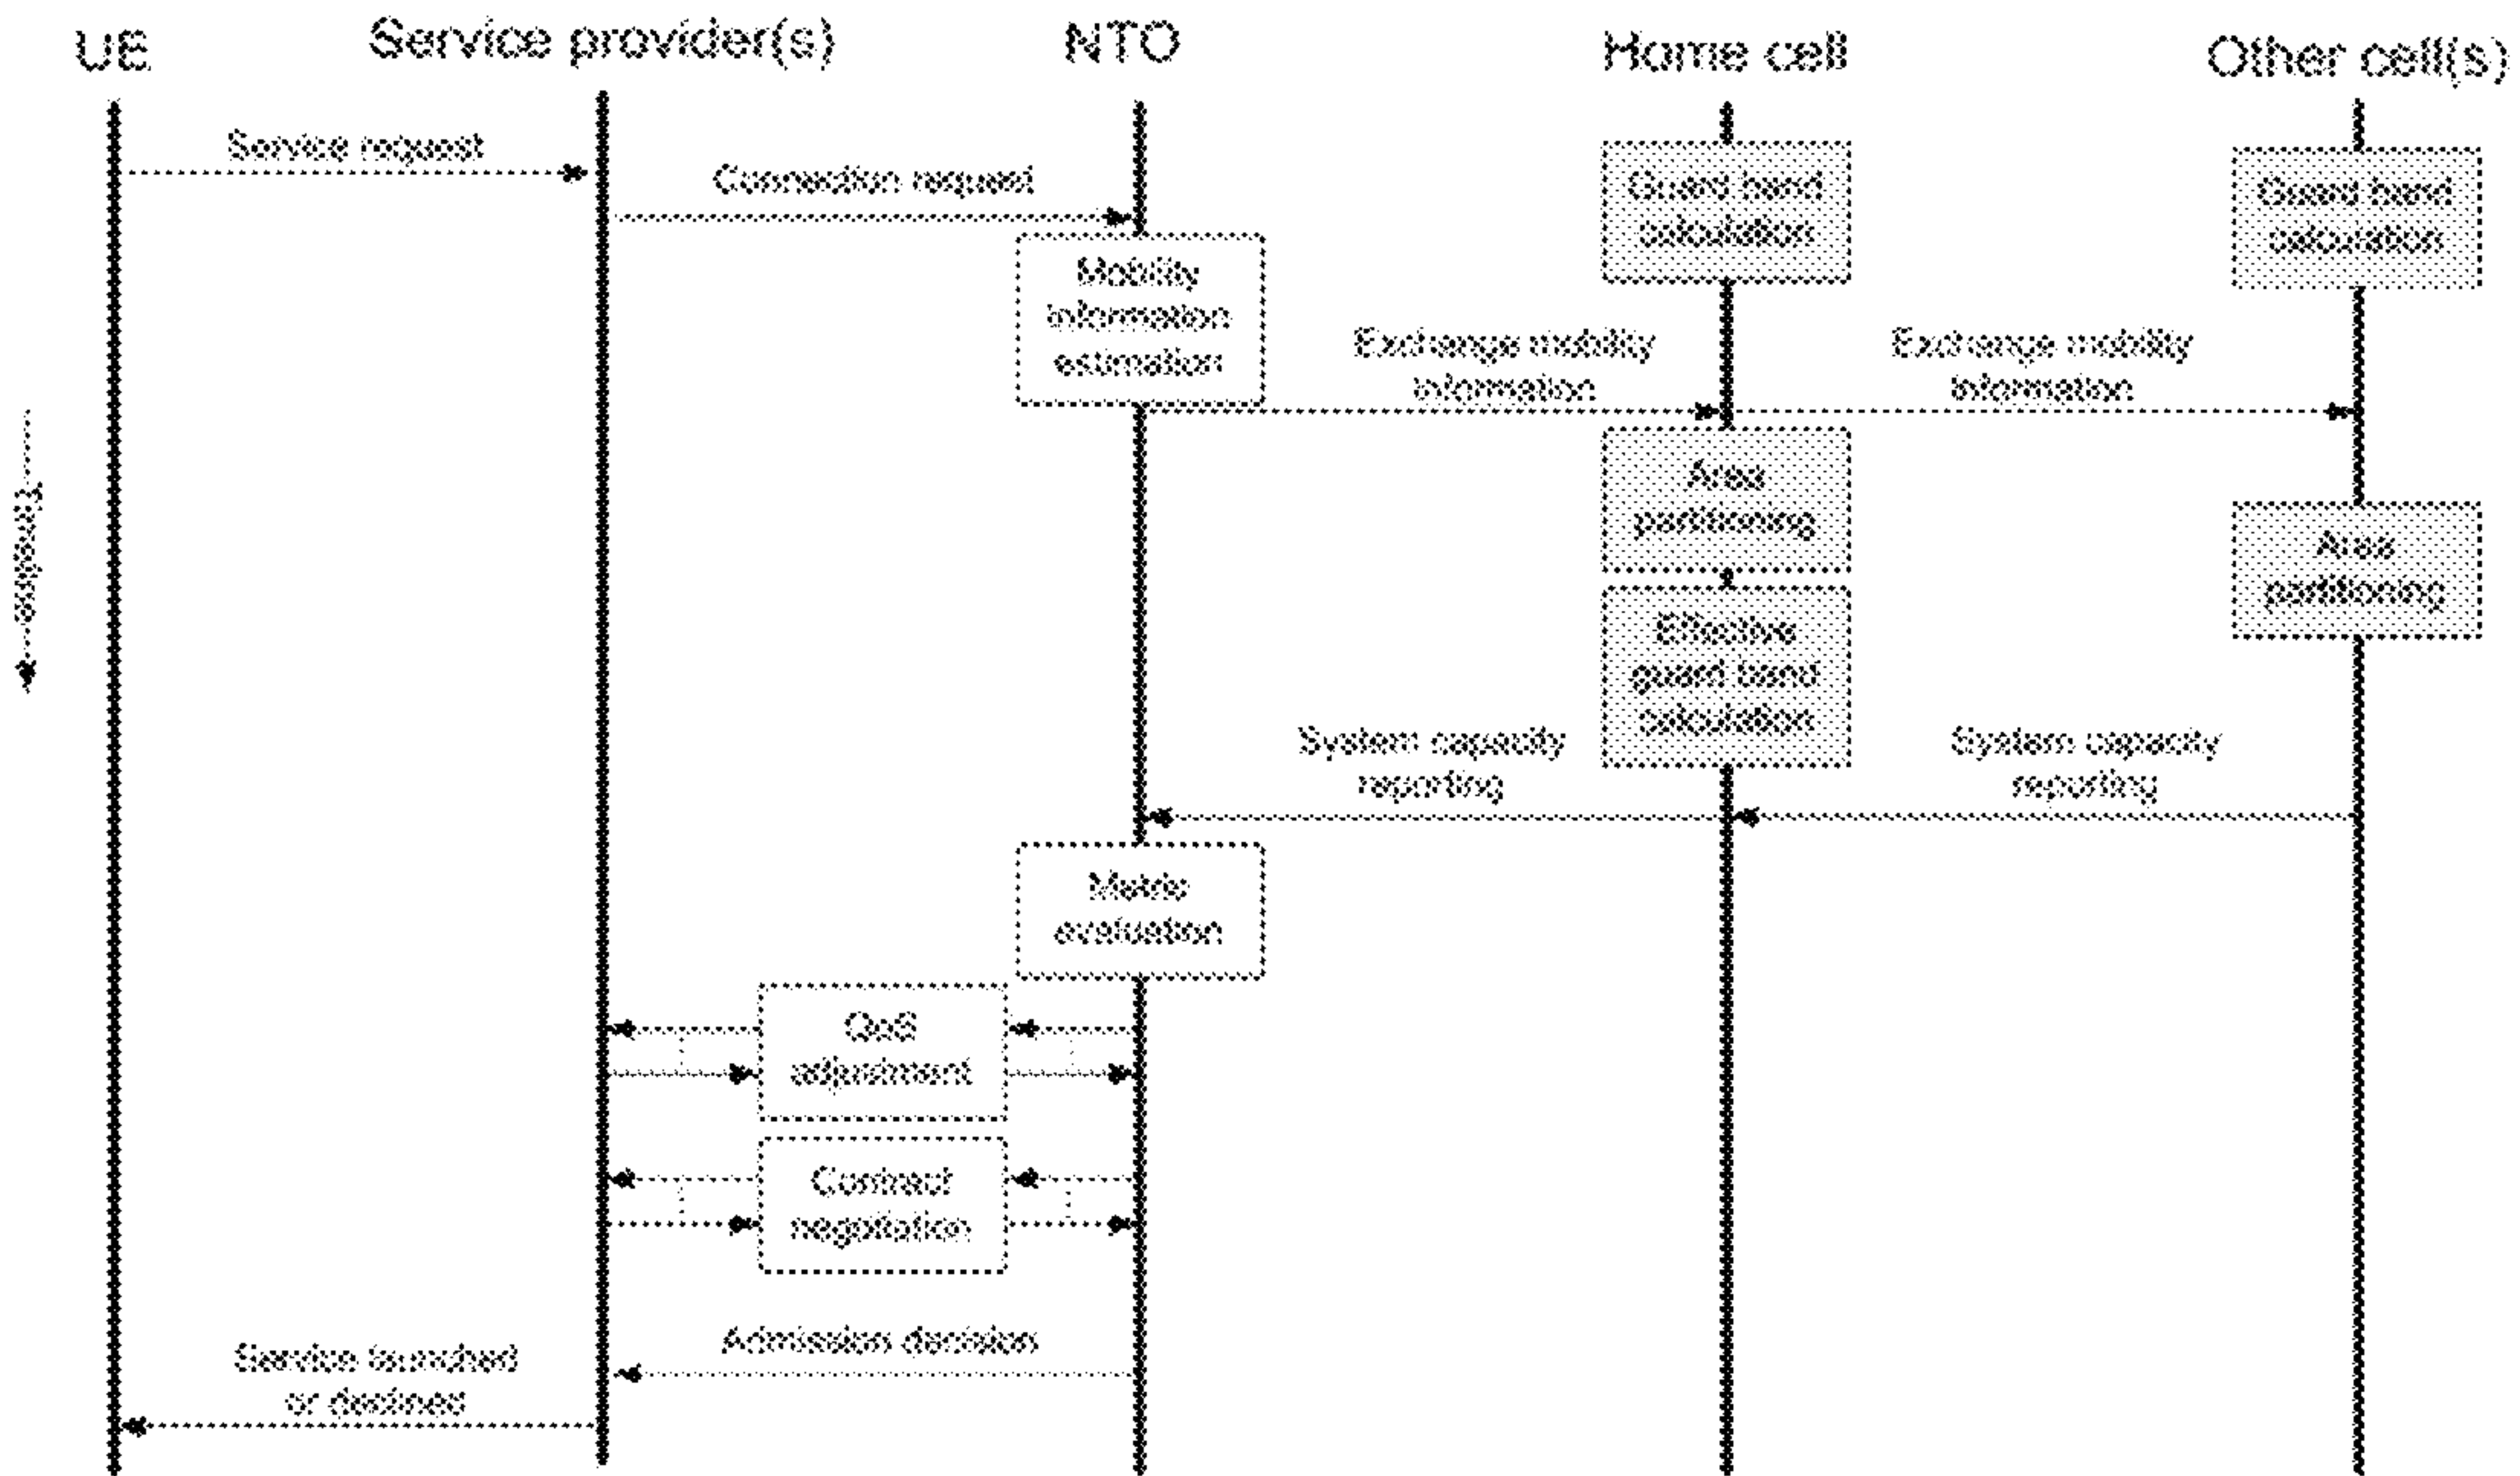 UE
Service provider(s)
NTO
Home cell
Other cell(s)
Service request
Connection request
Guard band
calculation
Guard band
calculation
Mobility
information
estimation
Exchange mobility
information
Exchange mobility
information
Area
partitioning
Area
partitioning
Effective
guard band
calculation
System capacity
reporting
System capacity
reporting
Metric
evaluation
QoS
adjustment
Contract
negotiation
Admission decision
Service launched
or declined